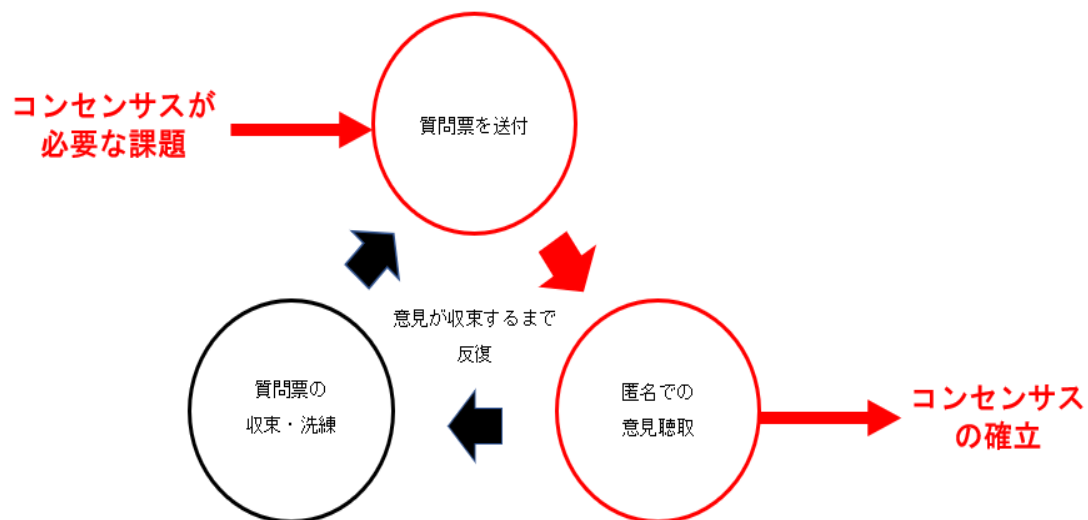 コンセンサスが
必要な課題
質問票を送付
意見が収束するまで
反復
質問票の
収束・洗練
匿名での
意見聴取
コンセンサス
の確立